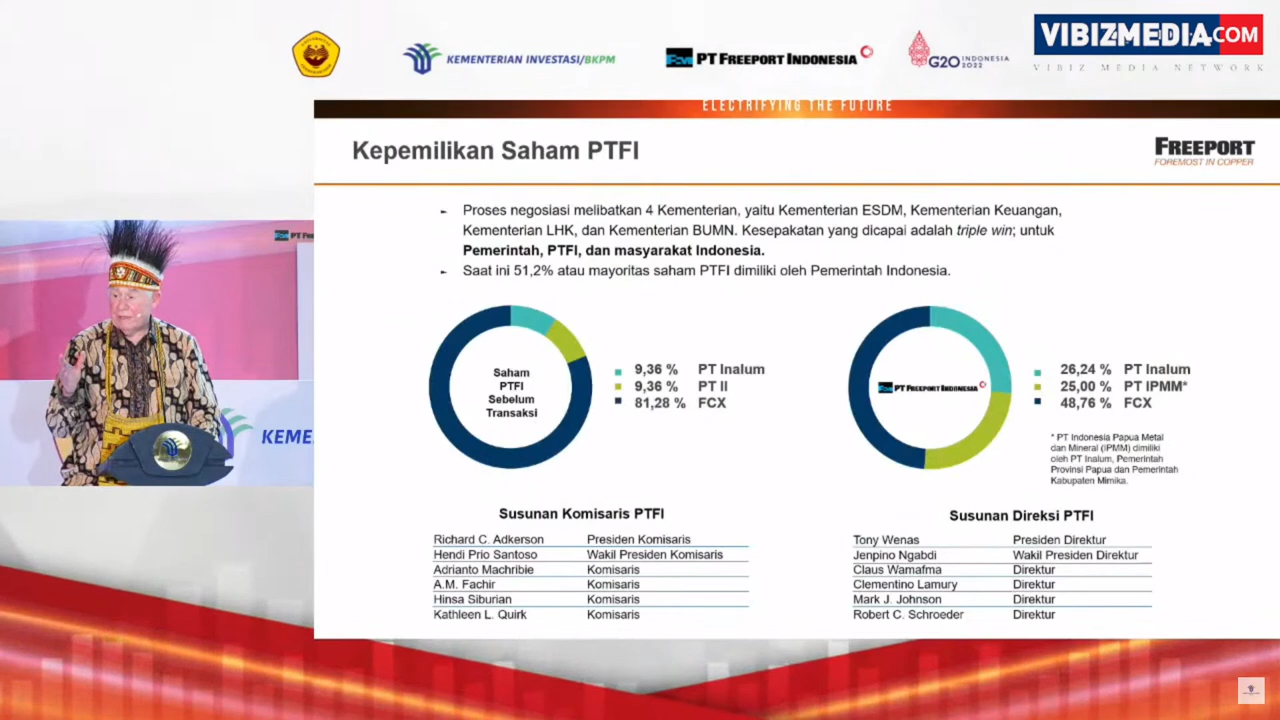 KEMENTERIAN INVESTASI/BKPM
PT FREEPORT INDONESIA
G20 INDONESIA
2022
VIBIZMEDIA.COM
VIBIZ MEDIA NETWORK
ELECTRIFYING THE FUTURE
Kepemilikan Saham PTFI
FREEPORT
FOREMOST IN COPPER
► Proses negosiasi melibatkan 4 Kementerian, yaitu Kementerian ESDM, Kementerian Keuangan,
Kementerian LHK, dan Kementerian BUMN. Kesepakatan yang dicapai adalah triple win; untuk
Pemerintah, PTFI, dan masyarakat Indonesia.
► Saat ini 51,2% atau mayoritas saham PTFI dimiliki oleh Pemerintah Indonesia.
Saham
PTFI
Sebelum
Transaksi
9,36 % PT Inalum
9,36 % PT II
81,28 % FCX
PT FREEPORT INDONESIA
26,24 % PT Inalum
25,00 % PT IPMM*
48,76 % FCX
* PT Indonesia Papua Metal
dan Mineral (IPMM) dimiliki
oleh PT Inalum, Pemerintah
Provinsi Papua dan Pemerintah
Kabupaten Mimika.
KEME
Susunan Komisaris PTFI
Richard C. Adkerson Presiden Komisaris
Hendi Prio Santoso Wakil Presiden Komisaris
Adrianto Machribie Komisaris
A.M. Fachir Komisaris
Hinsa Siburian Komisaris
Kathleen L. Quirk Komisaris
Susunan Direksi PTFI
Tony Wenas Presiden Direktur
Jenpino Ngabdi Wakil Presiden Direktur
Claus Wamafma Direktur
Clementino Lamury Direktur
Mark J. Johnson Direktur
Robert C. Schroeder Direktur